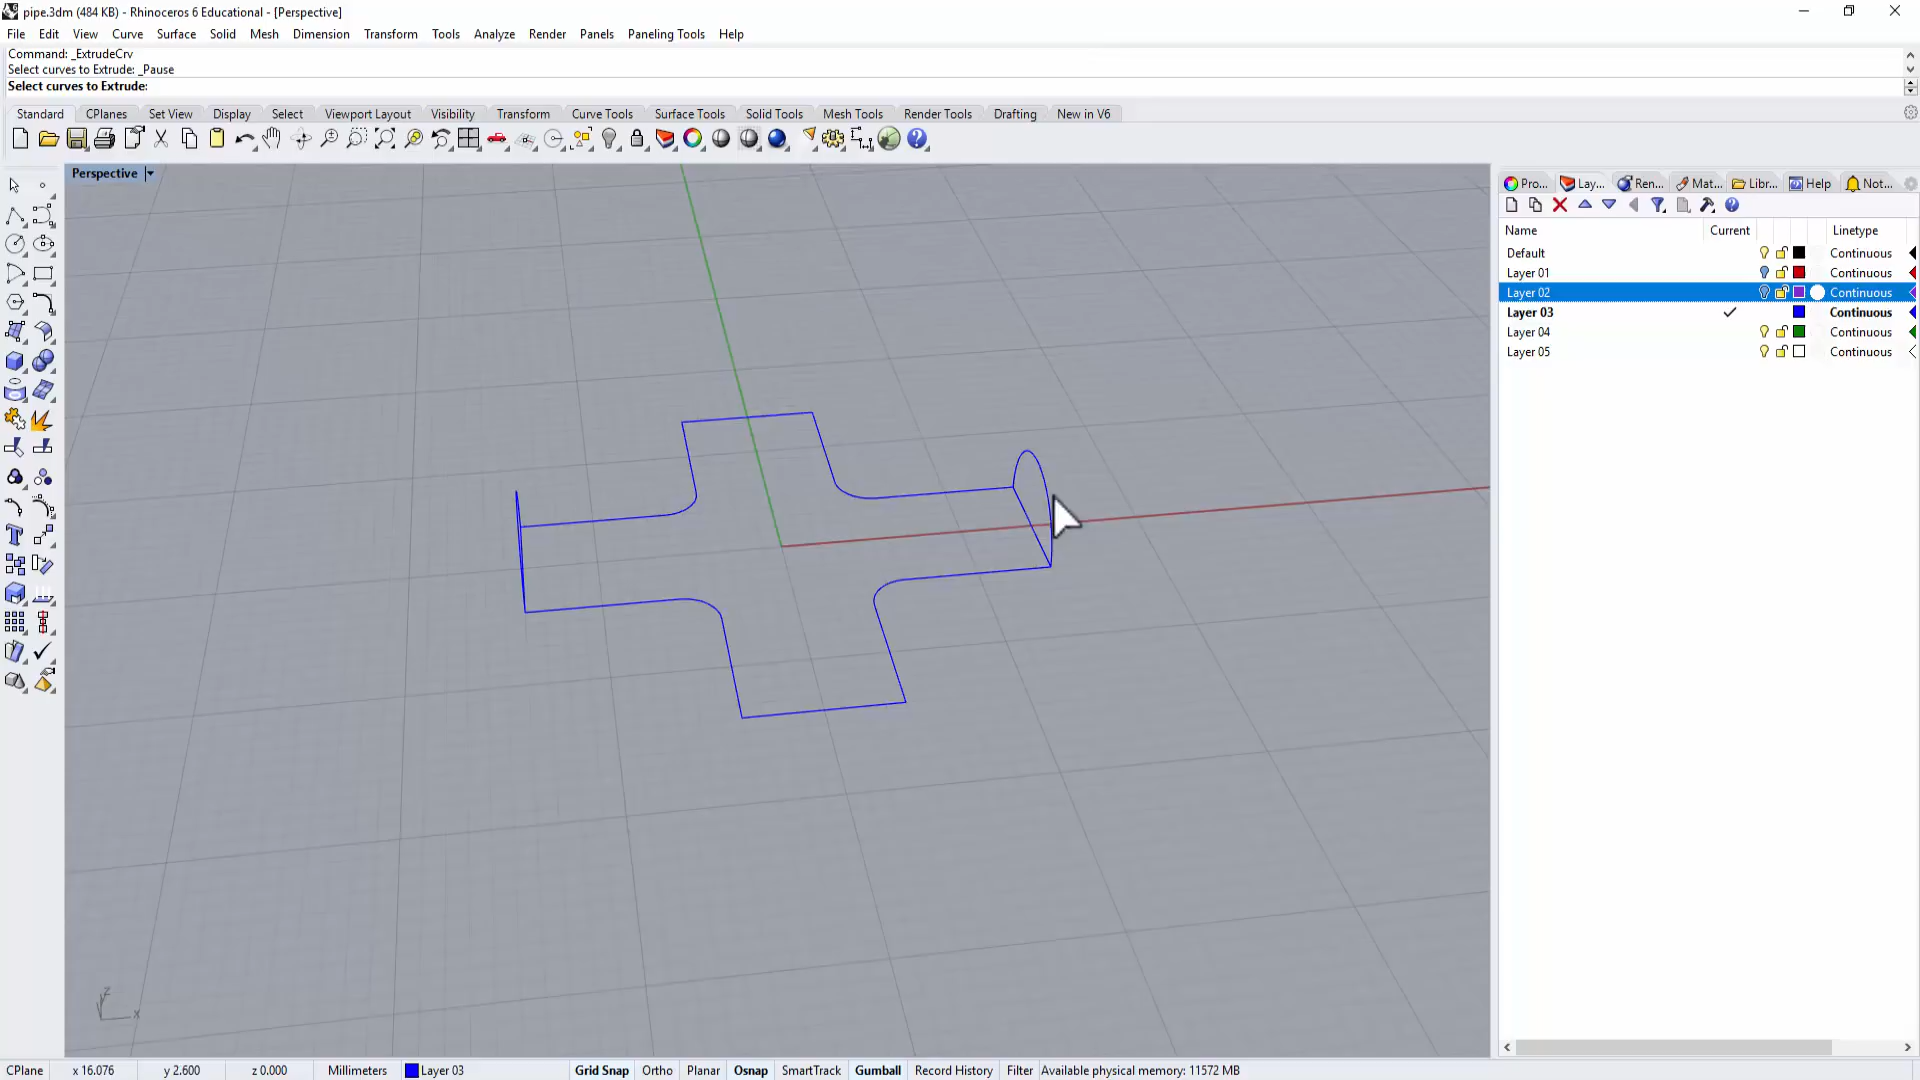 pipe.3dm (484 KB) - Rhinoceros 6 Educational - [Perspective]
File Edit View Curve Surface Solid Mesh Dimension Transform Tools Analyze Render Panels Paneling Tools Help
Command: _ExtrudeCrv
Select curves to Extrude: _Pause
Select curves to Extrude:
Standard CPlanes Set View Display Select Viewport Layout Visibility Transform Curve Tools Surface Tools Solid Tools Mesh Tools Render Tools Drafting New in V6
Perspective
Pro... Lay... Ren... Mat... Libr... Help Not...
Name Current Linetype
Default Continuous
Layer 01 Continuous
Layer 02 Continuous
Layer 03 Continuous
Layer 04 Continuous
Layer 05 Continuous
z
x
CPlane x 16.076 y 2.600 z 0.000 Millimeters Layer 03 Grid Snap Ortho Planar Osnap SmartTrack Gumball Record History Filter Available physical memory: 11572 MB